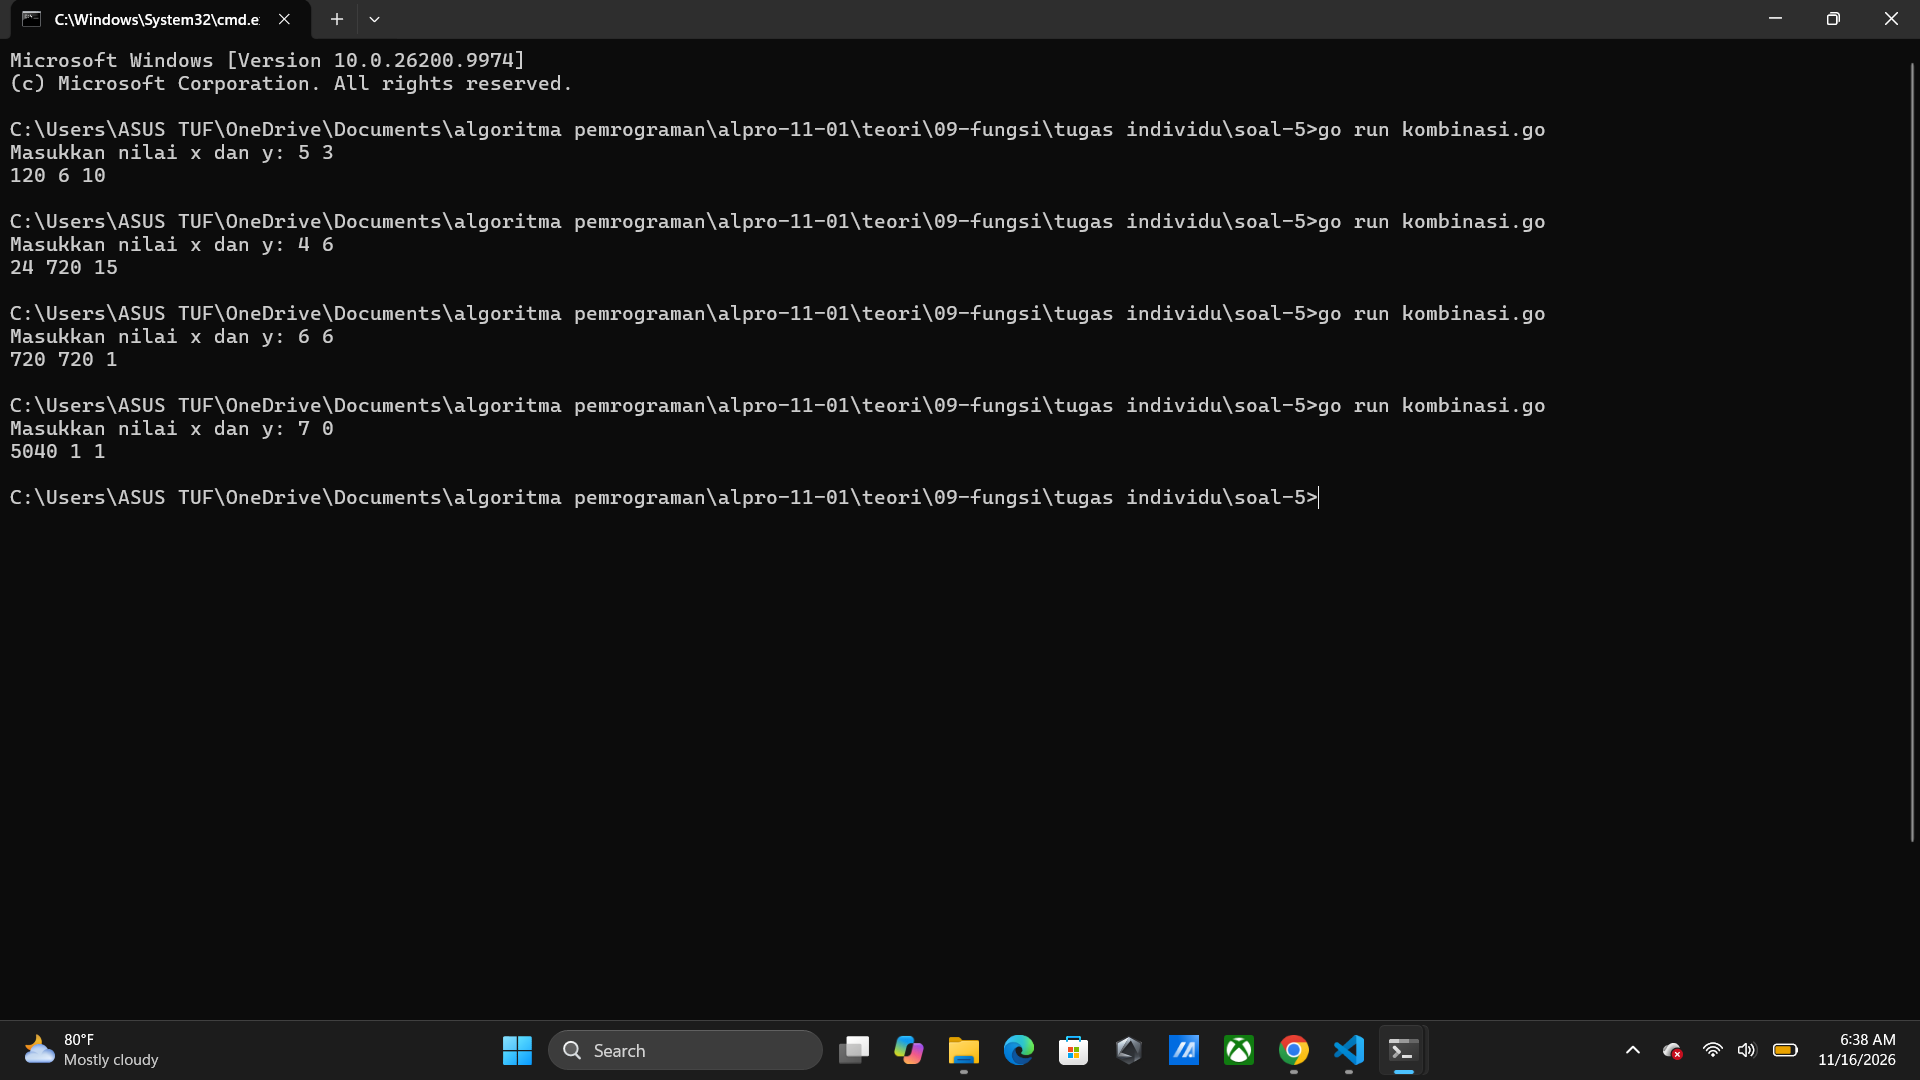 C:\Windows\System32\cmd.e
Microsoft Windows [Version 10.0.26200.9974]
(c) Microsoft Corporation. All rights reserved.
C:\Users\ASUS TUF\OneDrive\Documents\algoritma pemrograman\alpro-11-01\teori\09-fungsi\tugas individu\soal-5>go run kombinasi.go
Masukkan nilai x dan y: 5 3
120 6 10
C:\Users\ASUS TUF\OneDrive\Documents\algoritma pemrograman\alpro-11-01\teori\09-fungsi\tugas individu\soal-5>go run kombinasi.go
Masukkan nilai x dan y: 4 6
24 720 15
C:\Users\ASUS TUF\OneDrive\Documents\algoritma pemrograman\alpro-11-01\teori\09-fungsi\tugas individu\soal-5>go run kombinasi.go
Masukkan nilai x dan y: 6 6
720 720 1
C:\Users\ASUS TUF\OneDrive\Documents\algoritma pemrograman\alpro-11-01\teori\09-fungsi\tugas individu\soal-5>go run kombinasi.go
Masukkan nilai x dan y: 7 0
5040 1 1
C:\Users\ASUS TUF\OneDrive\Documents\algoritma pemrograman\alpro-11-01\teori\09-fungsi\tugas individu\soal-5>
80°F
Mostly cloudy
Search
6:38 AM
11/16/2026